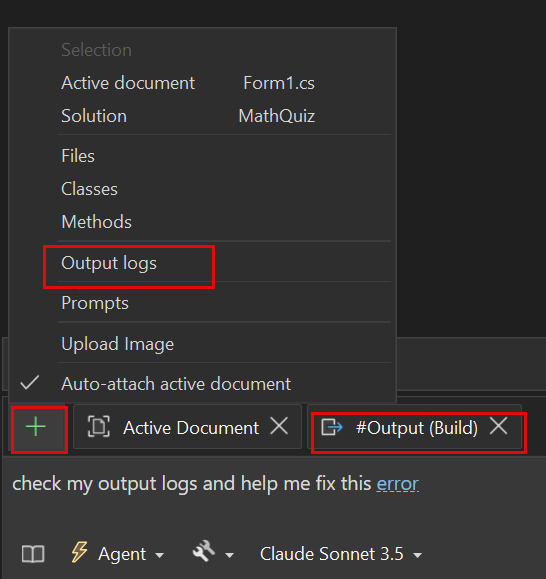 Selection
Active document Form1.cs
Solution MathQuiz
Files
Classes
Methods
Output logs
Prompts
Upload Image
Auto-attach active document
Active Document #Output (Build)
check my output logs and help me fix this error
Agent Claude Sonnet 3.5